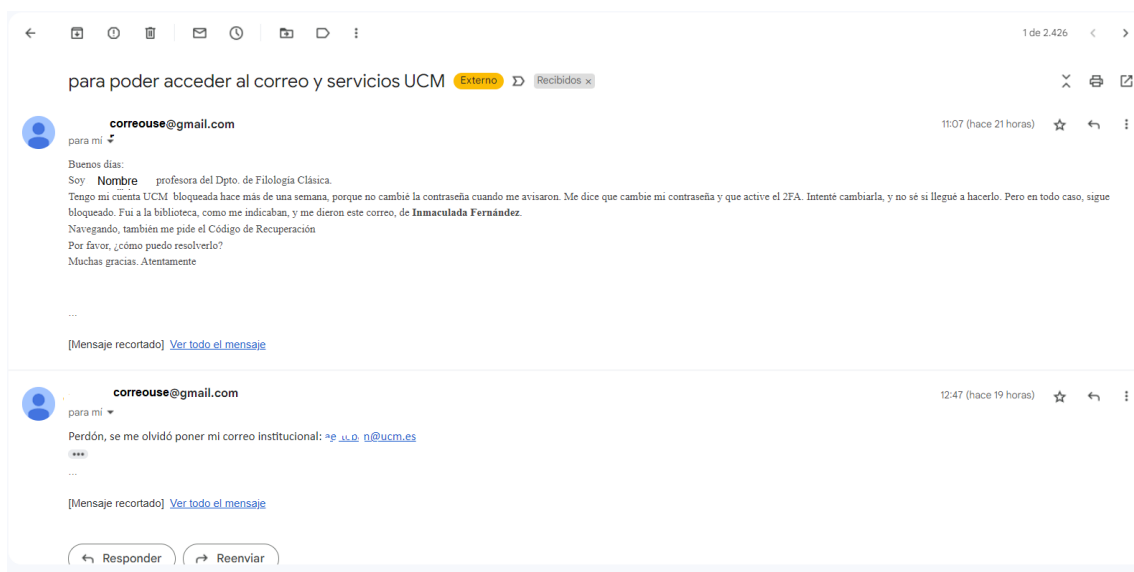 1 de 2.426
para poder acceder al correo y servicios UCM Externo Recibidos x
correouse@gmail.com 11:07 (hace 21 horas)
para mí
Buenos días:
Soy Nombre profesora del Dpto. de Filología Clásica.
Tengo mi cuenta UCM bloqueada hace más de una semana, porque no cambié la contraseña cuando me avisaron. Me dice que cambie mi contraseña y que active el 2FA. Intenté cambiarla, y no sé si llegué a hacerlo. Pero en todo caso, sigue
bloqueado. Fui a la biblioteca, como me indicaban, y me dieron este correo, de Inmaculada Fernández.
Navegando, también me pide el Código de Recuperación
Por favor, ¿cómo puedo resolverlo?
Muchas gracias. Atentamente
...
[Mensaje recortado] Ver todo el mensaje
correouse@gmail.com 12:47 (hace 19 horas)
para mí
Perdón, se me olvidó poner mi correo institucional: n@ucm.es
...
[Mensaje recortado] Ver todo el mensaje
Responder Reenviar